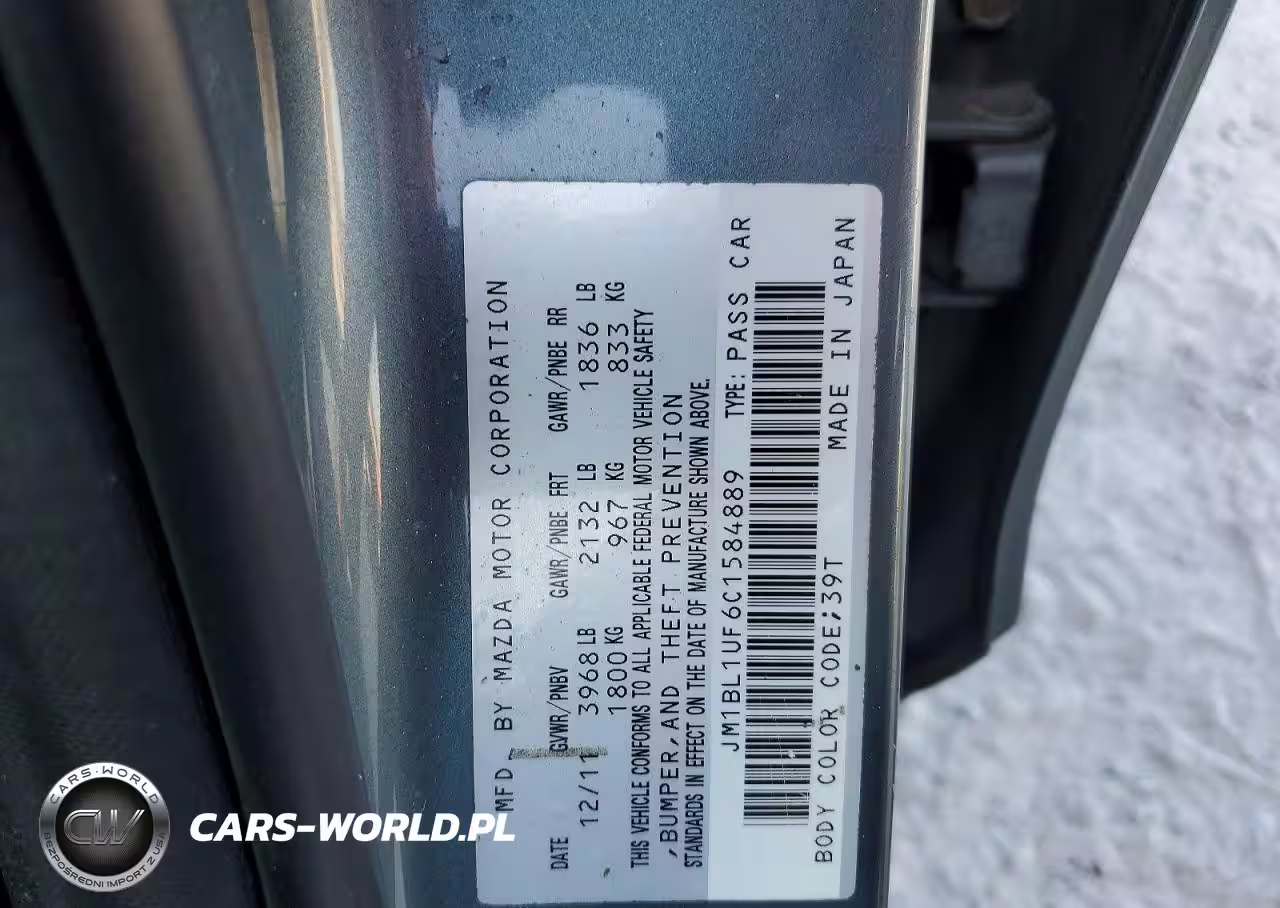 MFD BY MAZDA MOTOR CORPORATION
DATE GVWR/PNBV GAWR/PNBE FRT GAWR/PNBE RR
12/11 3968 LB 2132 LB 1836 LB
1800 KG 967 KG 833 KG
THIS VEHICLE CONFORMS TO ALL APPLICABLE FEDERAL MOTOR VEHICLE SAFETY
,BUMPER,AND THEFT PREVENTION
STANDARDS IN EFFECT ON THE DATE OF MANUFACTURE SHOWN ABOVE.
JM1BL1UF6C1584889 TYPE: PASS CAR
BODY COLOR CODE;39T MADE IN JAPAN
CARS-WORLD
CW
BEZPOŚREDNI IMPORT Z USA
CARS-WORLD.PL